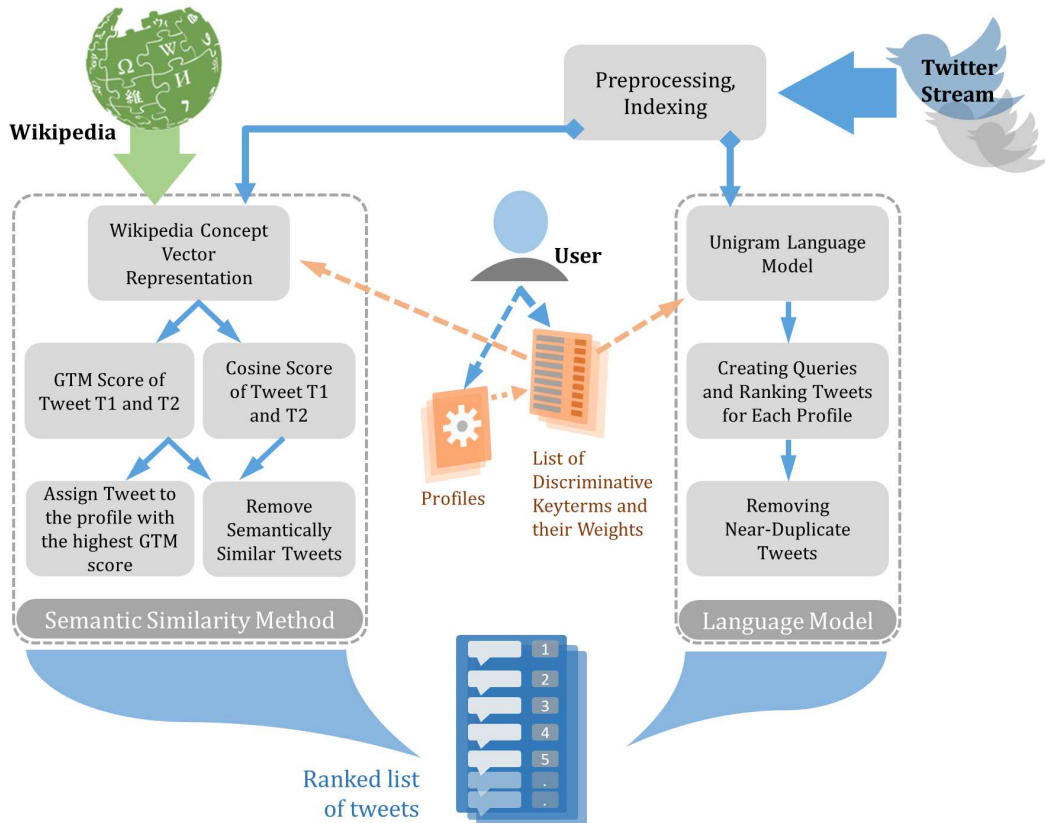 Wikipedia
Ω
W
И
維
7
Preprocessing,
Indexing
Twitter
Stream
Wikipedia Concept
Vector
Representation
User
Unigram Language
Model
GTM Score of
Tweet T1 and T2
Cosine Score
of Tweet T1
and T2
Creating Queries
and Ranking Tweets
for Each Profile
Profiles
List of
Discriminative
Keyterms and
their Weights
Assign Tweet to
the profile with
the highest GTM
score
Remove
Semantically
Similar Tweets
Removing
Near-Duplicate
Tweets
Semantic Similarity Method
Language Model
1
2
3
4
5
.
.
Ranked list
of tweets